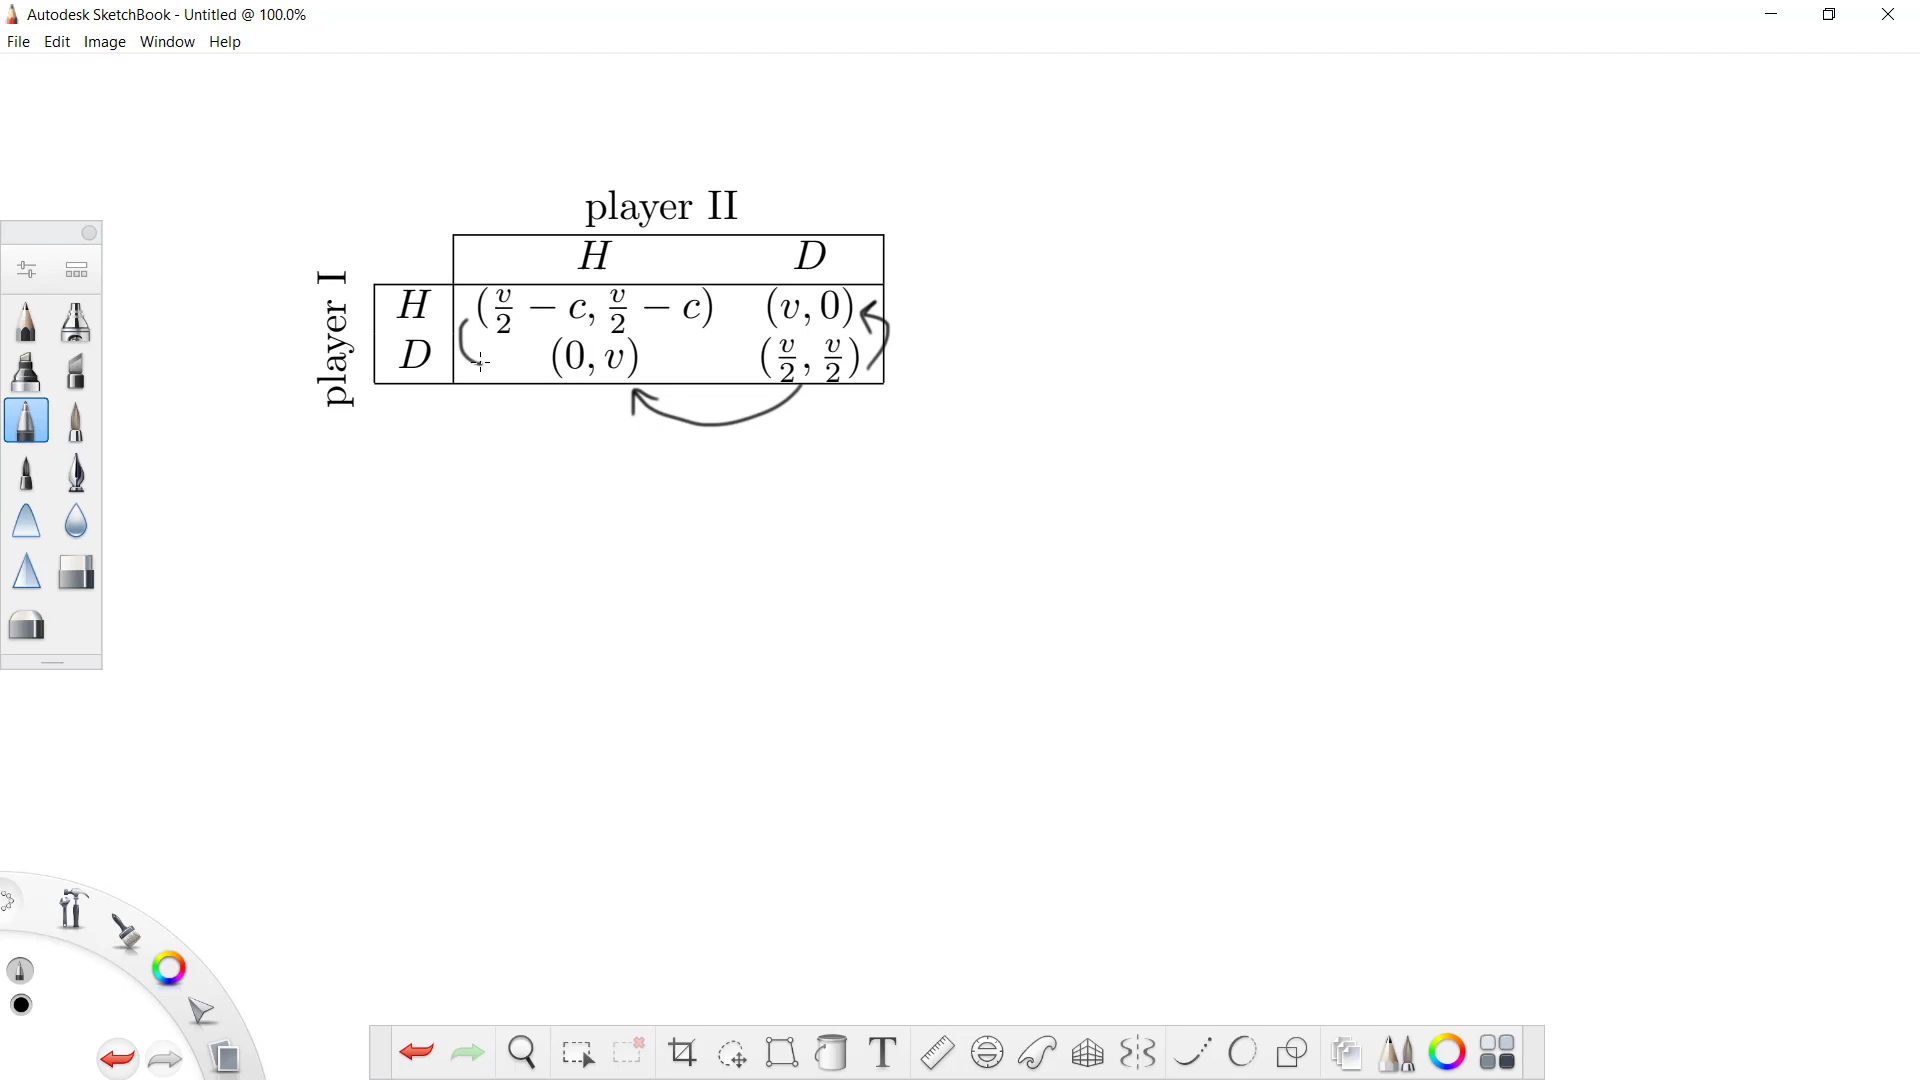 Autodesk SketchBook - Untitled @ 100.0%
File Edit Image Window Help
player II
H D
player I
H (v/2 − c, v/2 − c) (v, 0)
D (0, v) (v/2, v/2)
T